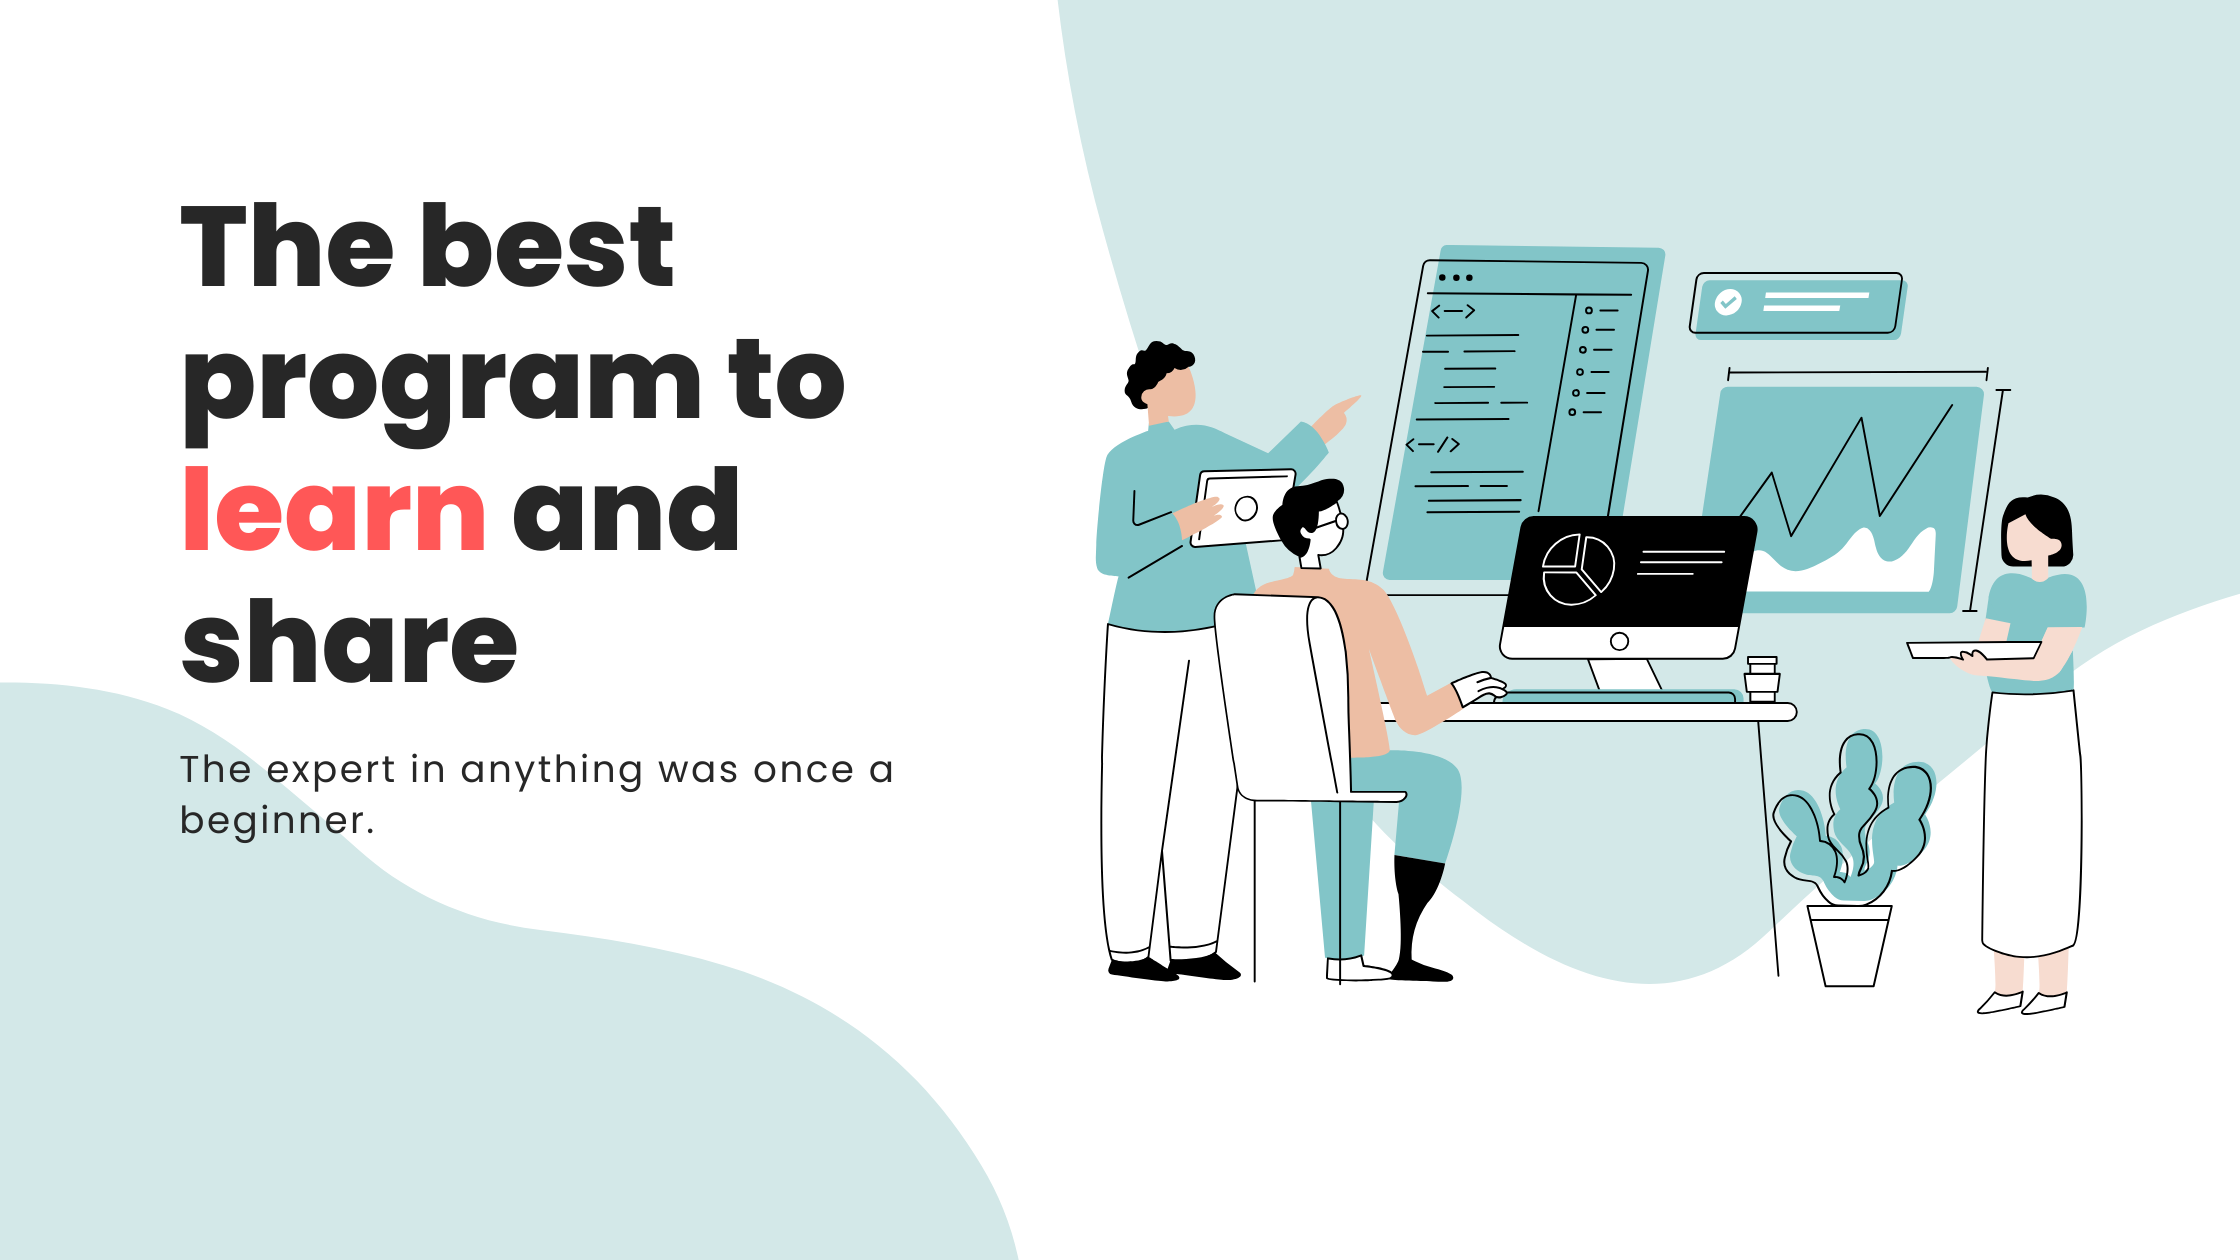 The best
program to
learn and
share
The expert in anything was once a
beginner.